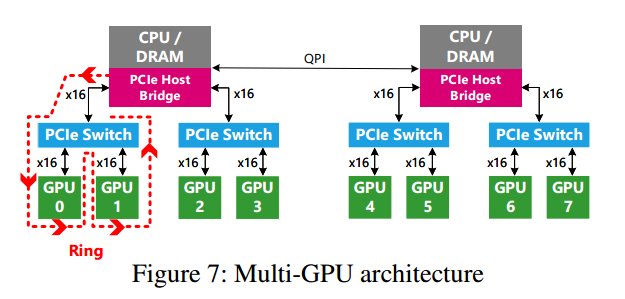 CPU /
DRAM
PCIe Host
Bridge
QPI
CPU /
DRAM
PCIe Host
Bridge
x16
x16
x16
x16
PCIe Switch
PCIe Switch
PCIe Switch
PCIe Switch
x16
x16
x16
x16
x16
x16
x16
x16
GPU
0
GPU
1
GPU
2
GPU
3
GPU
4
GPU
5
GPU
6
GPU
7
Ring
Figure 7: Multi-GPU architecture